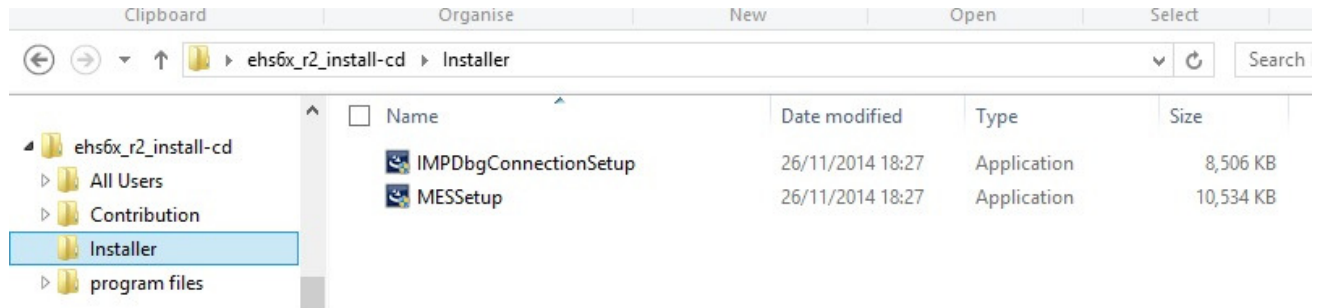 Clipboard Organise New Open Select
ehs6x_r2_install-cd Installer Search
Name Date modified Type Size
ehs6x_r2_install-cd
All Users
Contribution
Installer
program files
IMPDbgConnectionSetup 26/11/2014 18:27 Application 8,506 KB
MESSetup 26/11/2014 18:27 Application 10,534 KB